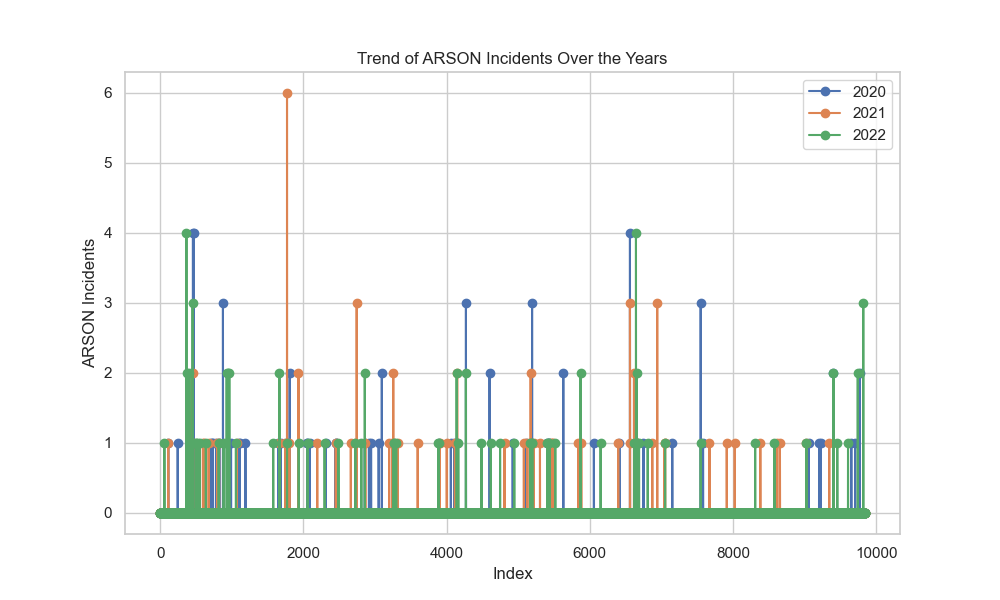 Trend of ARSON Incidents Over the Years
2020
2021
2022
ARSON Incidents
6
5
4
3
2
1
0
0 2000 4000 6000 8000 10000
Index